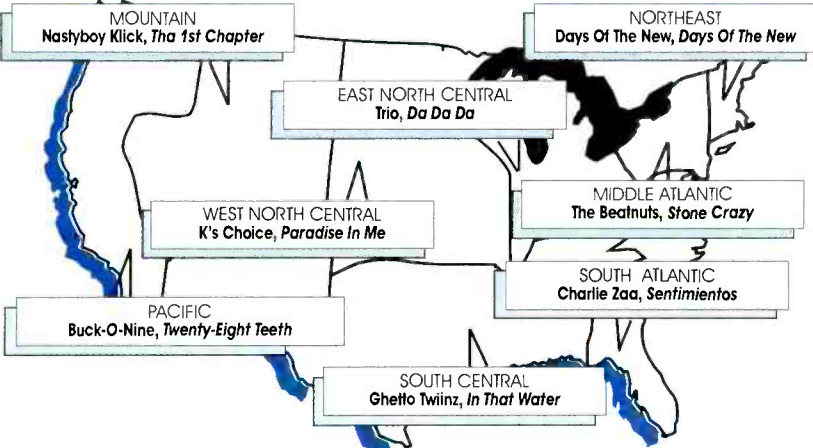 MOUNTAIN
Nastyboy Klick, Tha 1st Chapter
NORTHEAST
Days Of The New, Days Of The New
EAST NORTH CENTRAL
Trio, Da Da Da
WEST NORTH CENTRAL
K's Choice, Paradise In Me
MIDDLE ATLANTIC
The Beatnuts, Stone Crazy
SOUTH ATLANTIC
Charlie Zaa, Sentimientos
PACIFIC
Buck-O-Nine, Twenty-Eight Teeth
SOUTH CENTRAL
Ghetto Twiinz, In That Water